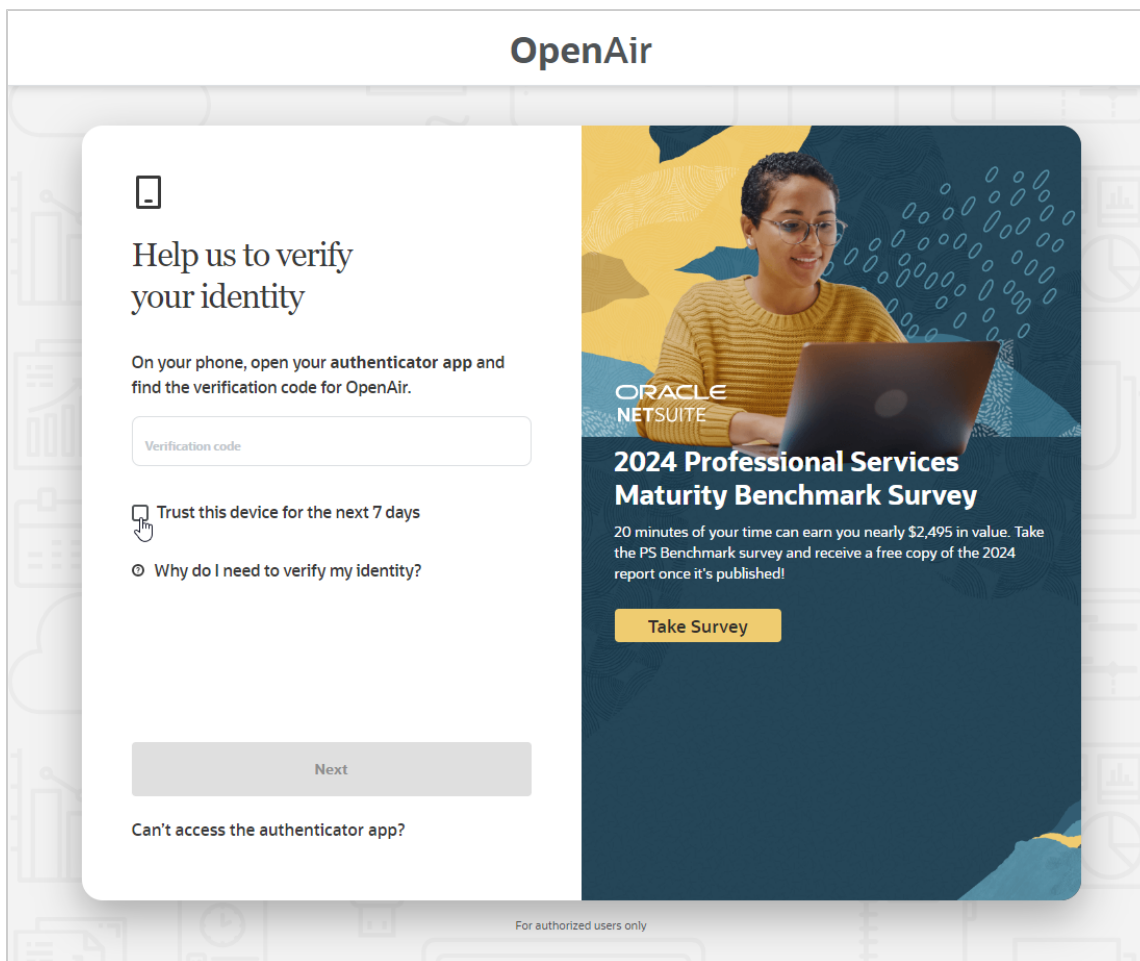 OpenAir
Help us to verify
your identity
On your phone, open your authenticator app and
find the verification code for OpenAir.
Verification code
Trust this device for the next 7 days
Why do I need to verify my identity?
Next
Can't access the authenticator app?
ORACLE
NETSUITE
2024 Professional Services
Maturity Benchmark Survey
20 minutes of your time can earn you nearly $2,495 in value. Take
the PS Benchmark survey and receive a free copy of the 2024
report once it's published!
Take Survey
For authorized users only